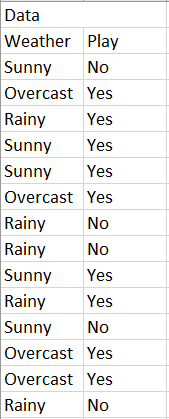 Data
Weather Play
Sunny No
Overcast Yes
Rainy Yes
Sunny Yes
Sunny Yes
Overcast Yes
Rainy No
Rainy No
Sunny Yes
Rainy Yes
Sunny No
Overcast Yes
Overcast Yes
Rainy No